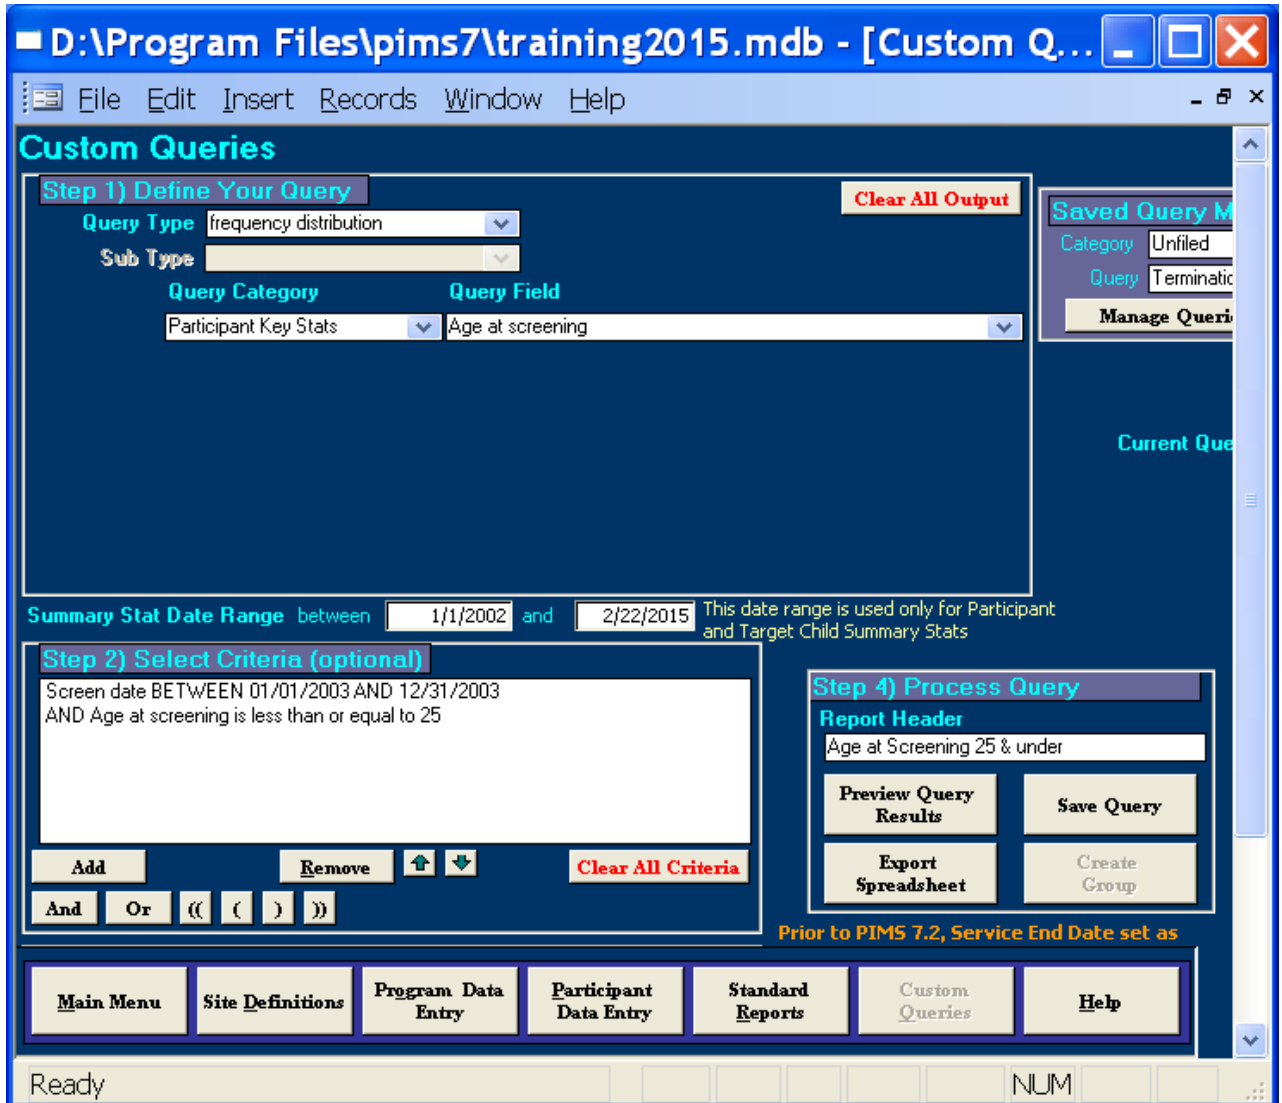 D:\Program Files\pims7\training2015.mdb - [Custom Q...
File Edit Insert Records Window Help
Custom Queries
Step 1) Define Your Query
Clear All Output
Query Type frequency distribution
Sub Type
Query Category Query Field
Participant Key Stats Age at screening
Saved Query M
Category Unfiled
Query Terminatio
Manage Queri
Current Que
Summary Stat Date Range between 1/1/2002 and 2/22/2015
This date range is used only for Participant
and Target Child Summary Stats
Step 2) Select Criteria (optional)
Screen date BETWEEN 01/01/2003 AND 12/31/2003
AND Age at screening is less than or equal to 25
Add Remove Clear All Criteria
And Or (( ( ) ))
Step 4) Process Query
Report Header
Age at Screening 25 & under
Preview Query
Results
Save Query
Export
Spreadsheet
Create
Group
Prior to PIMS 7.2, Service End Date set as
Main Menu
Site Definitions
Program Data
Entry
Participant
Data Entry
Standard
Reports
Custom
Queries
Help
Ready NUM